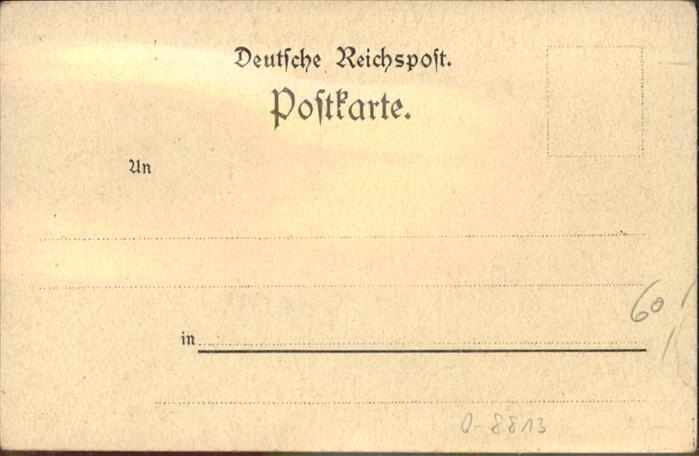 Deutſche Reichspoſt.
Poſtkarte.
An
in
60
0-8813